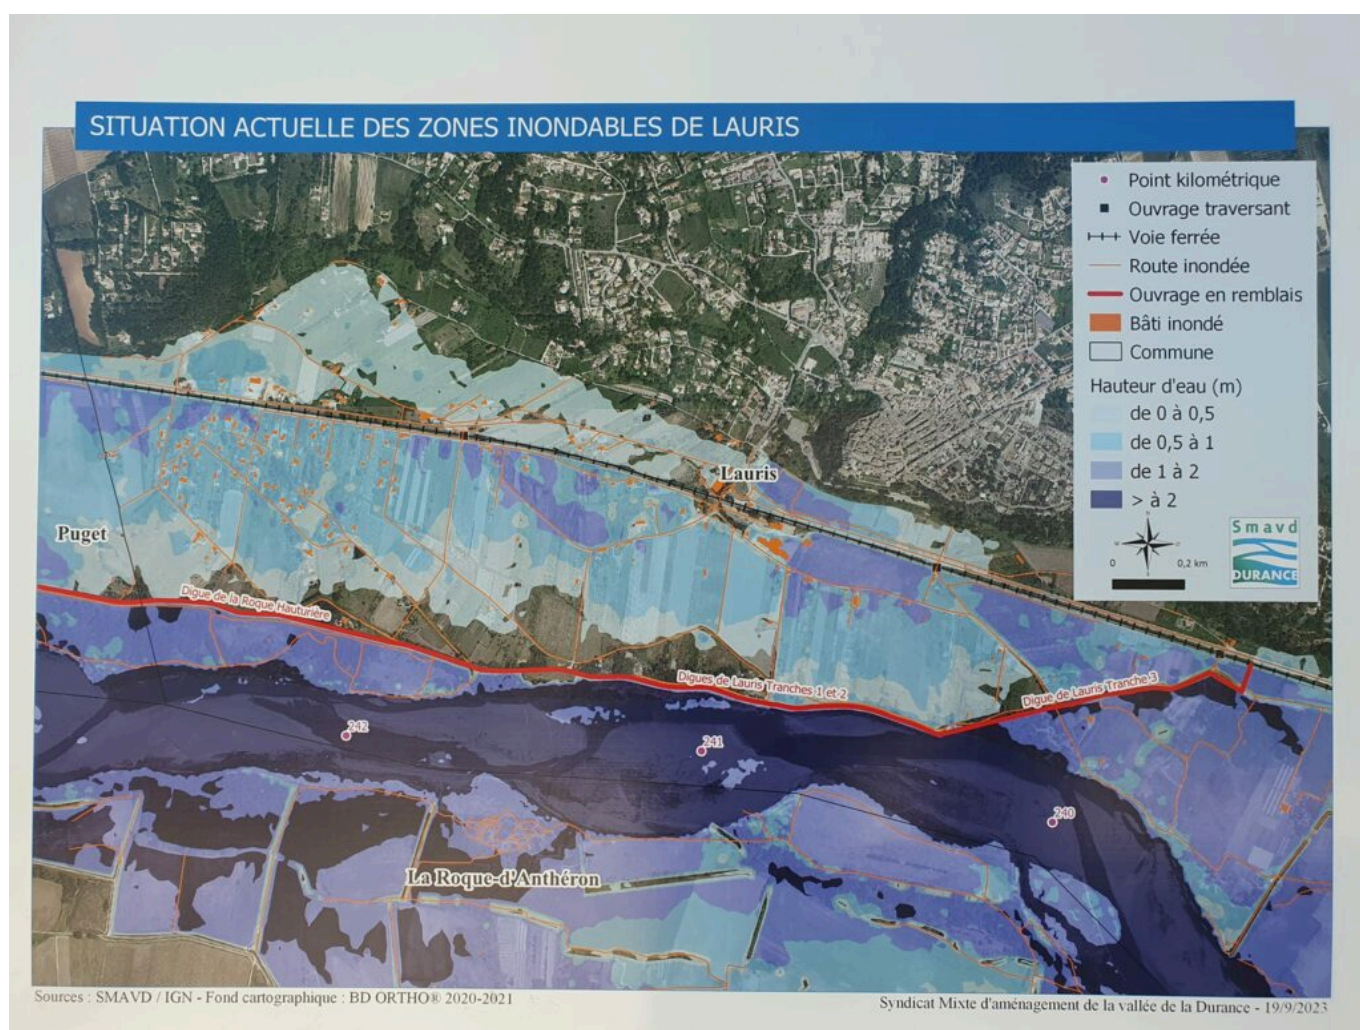 SITUATION ACTUELLE DES ZONES INONDABLES DE LAURIS
Point kilométrique
Ouvrage traversant
Voie ferrée
Route inondée
Ouvrage en remblais
Bâti inondé
Commune
Hauteur d'eau (m)
de 0 à 0,5
de 0,5 à 1
de 1 à 2
> à 2
N
W
E
S
0
0,2 km
Smavd
DURANCE
Lauris
Puget
Digue de la Roque Hauturière
Digues de Lauris Tranches 1 et 2
Digue de Lauris Tranche 3
242
241
240
La Roque-d'Anthéron
Sources : SMAVD / IGN - Fond cartographique : BD ORTHO® 2020-2021
Syndicat Mixte d'aménagement de la vallée de la Durance - 19/9/2023